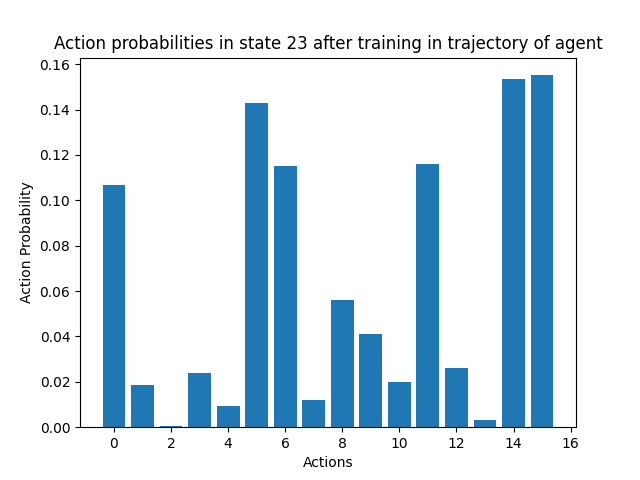 Action probabilities in state 23 after training in trajectory of agent
0.16
0.14
0.12
0.10
0.08
0.06
0.04
0.02
0.00
Action Probability
0 2 4 6 8 10 12 14 16
Actions